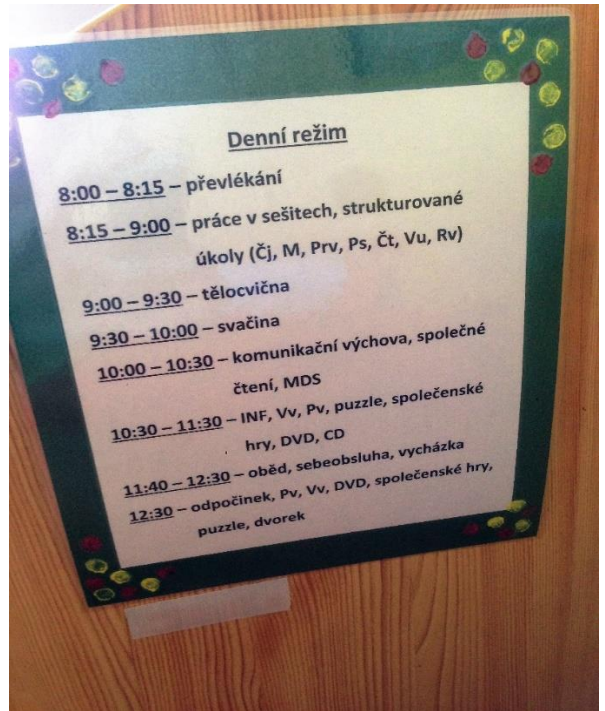 Denní režim
8:00 – 8:15 – převlékání
8:15 – 9:00 – práce v sešitech, strukturované
úkoly (Čj, M, Prv, Ps, Čt, Vu, Rv)
9:00 – 9:30 – tělocvična
9:30 – 10:00 – svačina
10:00 – 10:30 – komunikační výchova, společné
čtení, MDS
10:30 – 11:30 – INF, Vv, Pv, puzzle, společenské
hry, DVD, CD
11:40 – 12:30 – oběd, sebeobsluha, vycházka
12:30 – odpočinek, Pv, Vv, DVD, společenské hry,
puzzle, dvorek